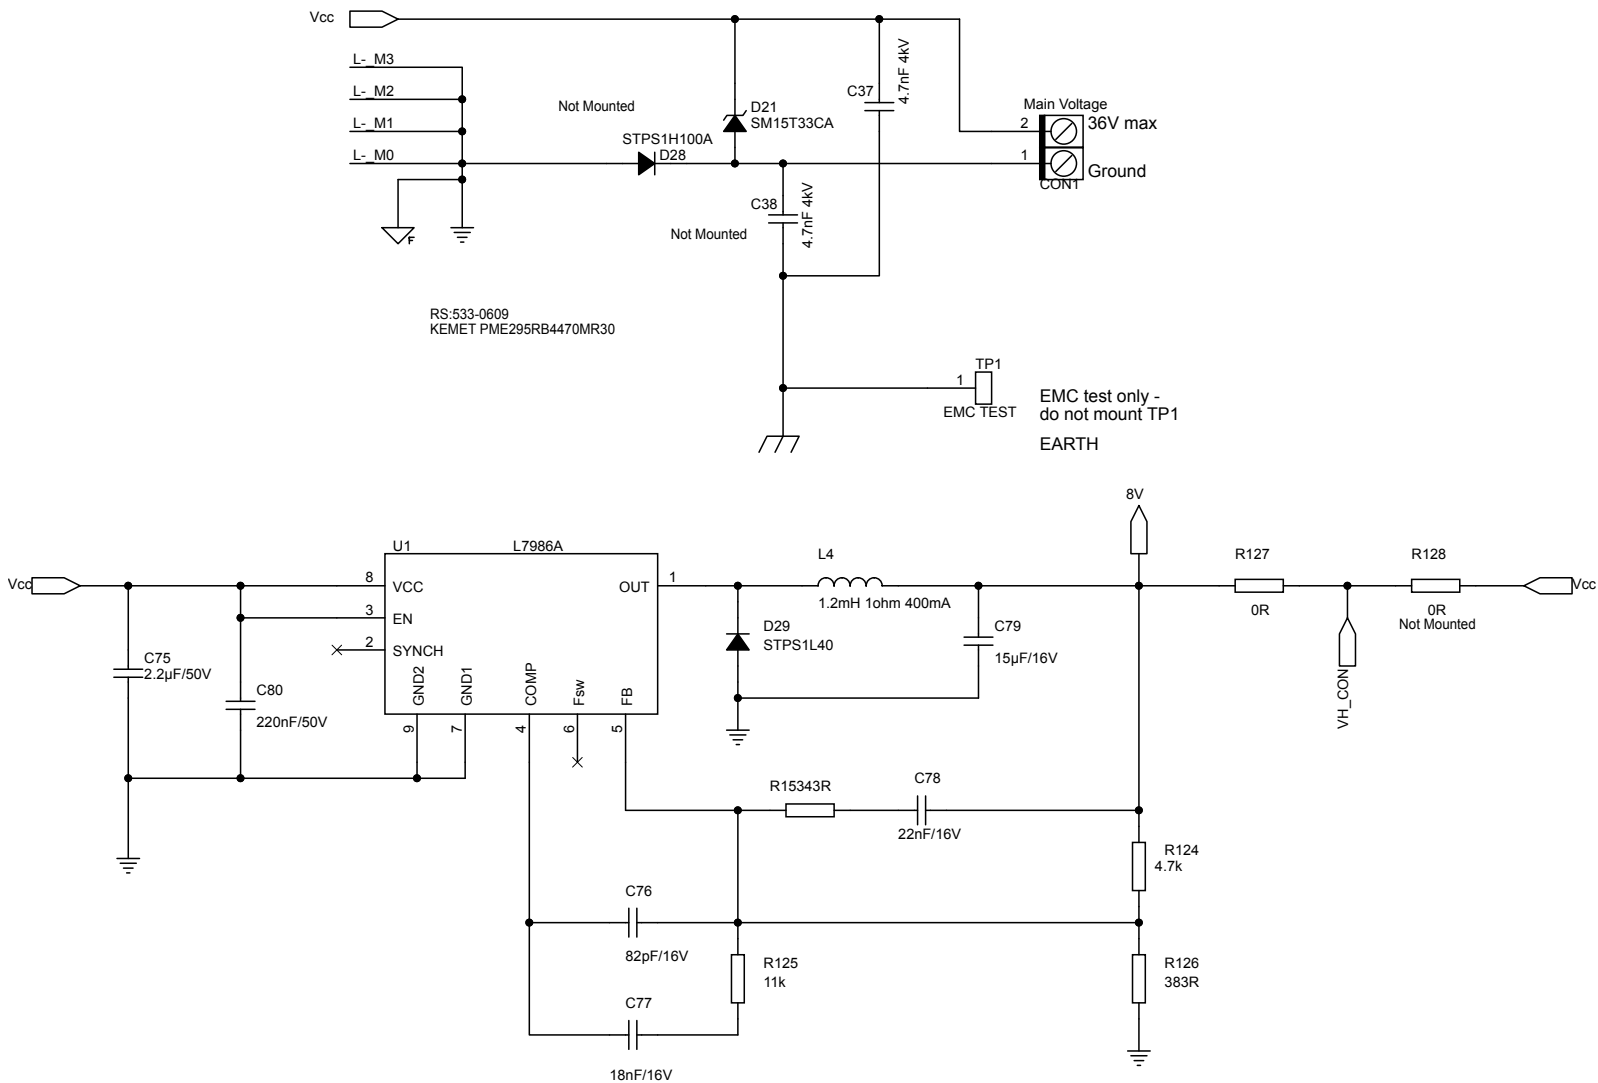 Vcc
L-_M3
L-_M2
L-_M1
L-_M0
F
Not Mounted
STPS1H100A
D28
D21
SM15T33CA
C37
4.7nF 4kV
C38
4.7nF 4kV
Not Mounted
Main Voltage
2
36V max
1
Ground
CON1
RS:533-0609
KEMET PME295RB4470MR30
TP1
1
EMC TEST
EMC test only -
do not mount TP1
EARTH
8V
Vcc
U1
L7986A
8
VCC
3
EN
2
SYNCH
GND2
GND1
COMP
Fsw
FB
OUT
1
9
7
4
6
5
C75
2.2µF/50V
C80
220nF/50V
L4
1.2mH 1ohm 400mA
D29
STPS1L40
C79
15µF/16V
R127
0R
R128
0R
Not Mounted
Vcc
VH_CON
R15343R
C78
22nF/16V
R124
4.7k
C76
82pF/16V
R125
11k
R126
383R
C77
18nF/16V